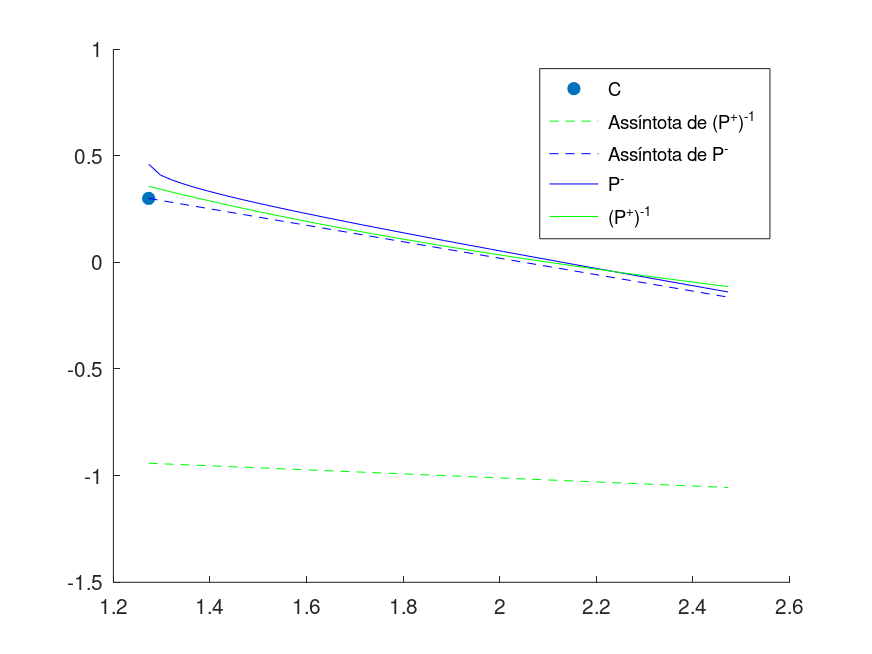 1
0.5
0
-0.5
-1
-1.5
1.2 1.4 1.6 1.8 2 2.2 2.4 2.6
C
Assíntota de (P⁺)⁻¹
Assíntota de P⁻
P⁻
(P⁺)⁻¹